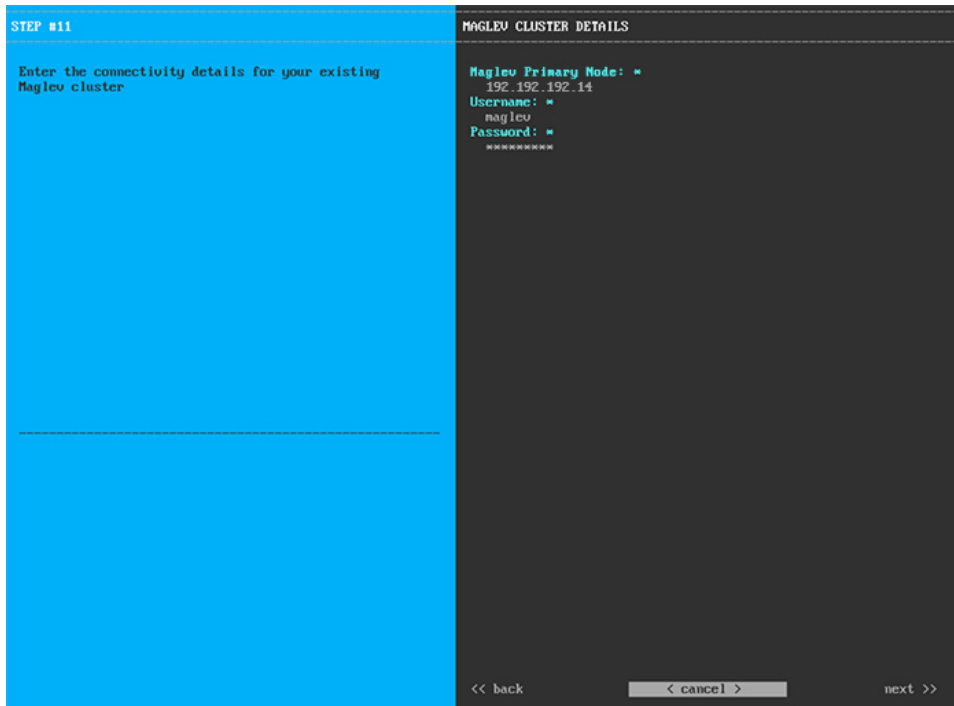 STEP #11
Enter the connectivity details for your existing
Maglev cluster
MAGLEV CLUSTER DETAILS
Maglev Primary Node: *
192.192.192.14
Username: *
maglev
Password: *
*********
<< back
< cancel >
next >>